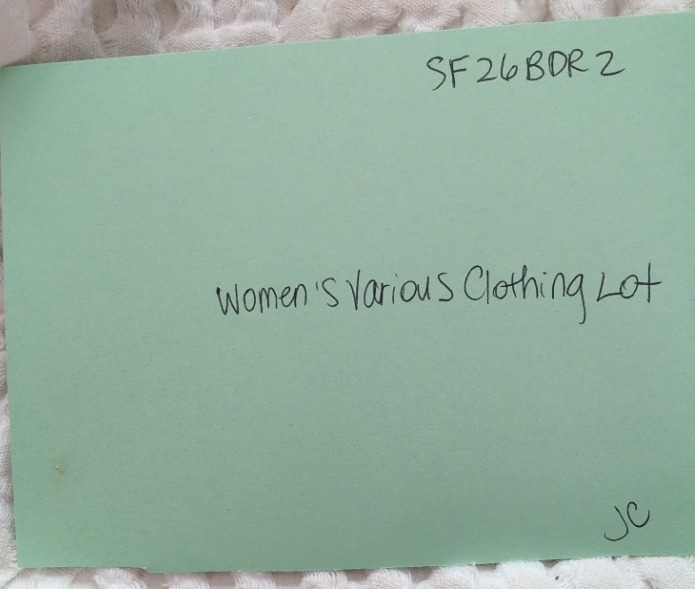 SF26BDR2
Women's Various Clothing Lot
JC